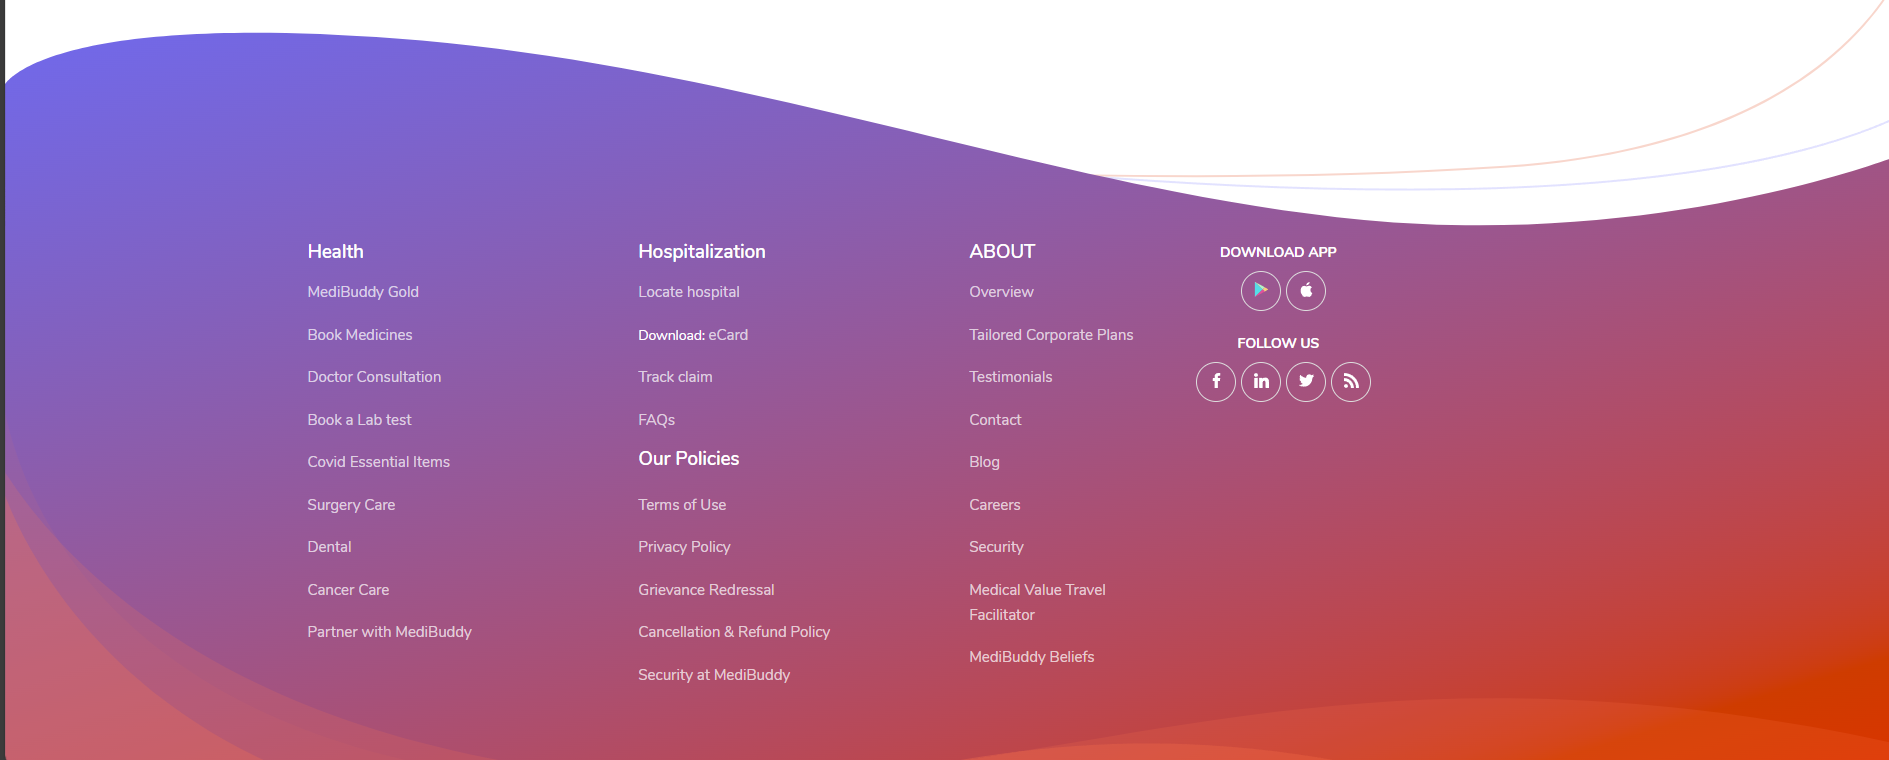 Health
MediBuddy Gold
Book Medicines
Doctor Consultation
Book a Lab test
Covid Essential Items
Surgery Care
Dental
Cancer Care
Partner with MediBuddy
Hospitalization
Locate hospital
Download: eCard
Track claim
FAQs
Our Policies
Terms of Use
Privacy Policy
Grievance Redressal
Cancellation & Refund Policy
Security at MediBuddy
ABOUT
Overview
Tailored Corporate Plans
Testimonials
Contact
Blog
Careers
Security
Medical Value Travel
Facilitator
MediBuddy Beliefs
DOWNLOAD APP
FOLLOW US